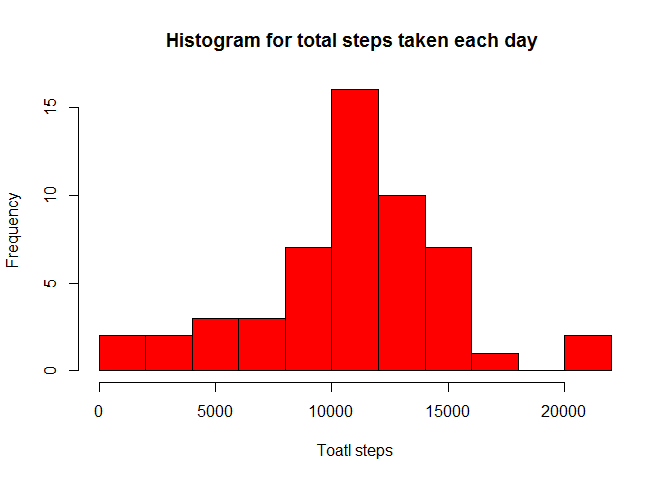 Histogram for total steps taken each day
Frequency
15
10
5
0
0 5000 10000 15000 20000
Toatl steps